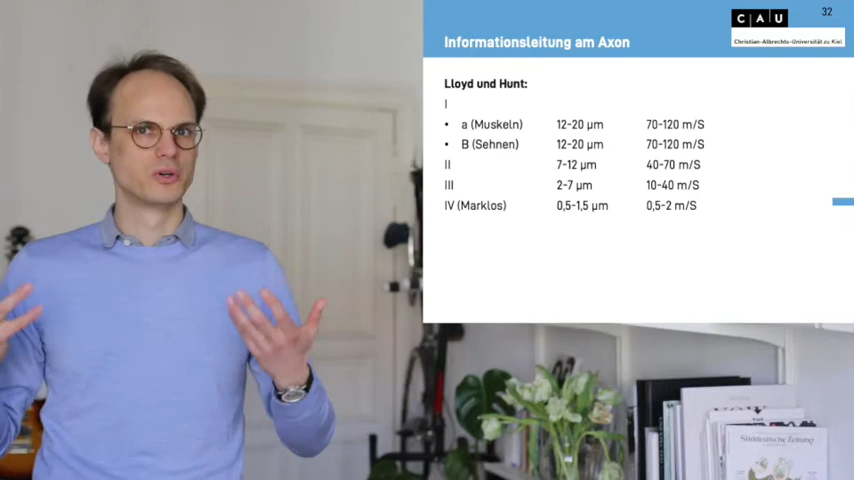 32
CAU
Christian-Albrechts-Universität zu Kiel
Informationsleitung am Axon
Lloyd und Hunt:
I
• a (Muskeln) 12-20 µm 70-120 m/S
• B (Sehnen) 12-20 µm 70-120 m/S
II 7-12 µm 40-70 m/S
III 2-7 µm 10-40 m/S
IV (Marklos) 0,5-1,5 µm 0,5-2 m/S
Süddeutsche Zeitung